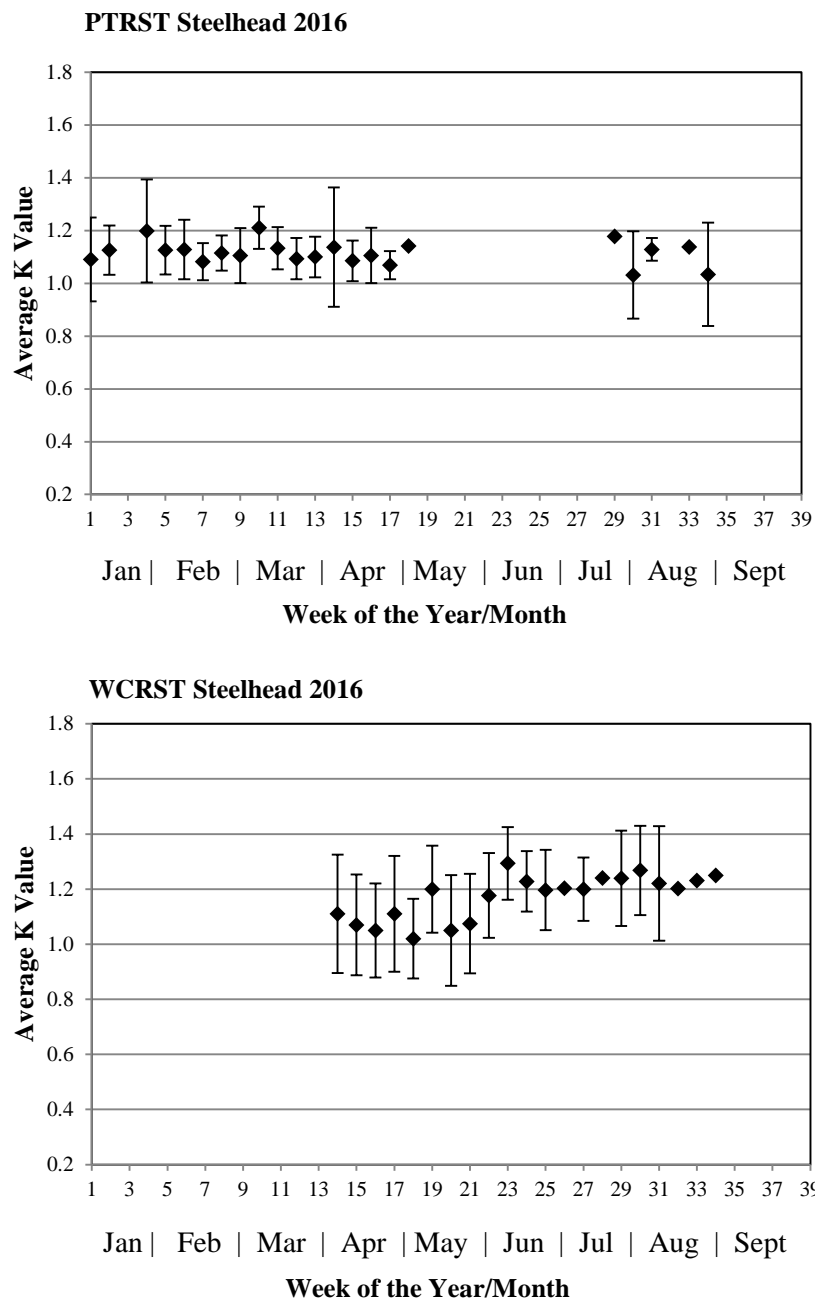 PTRST Steelhead 2016
1.8
1.6
1.4
1.2
1.0
0.8
0.6
0.4
0.2
Average K Value
1 3 5 7 9 11 13 15 17 19 21 23 25 27 29 31 33 35 37 39
Jan | Feb | Mar | Apr | May | Jun | Jul | Aug | Sept
Week of the Year/Month
WCRST Steelhead 2016
1.8
1.6
1.4
1.2
1.0
0.8
0.6
0.4
0.2
Average K Value
1 3 5 7 9 11 13 15 17 19 21 23 25 27 29 31 33 35 37 39
Jan | Feb | Mar | Apr | May | Jun | Jul | Aug | Sept
Week of the Year/Month